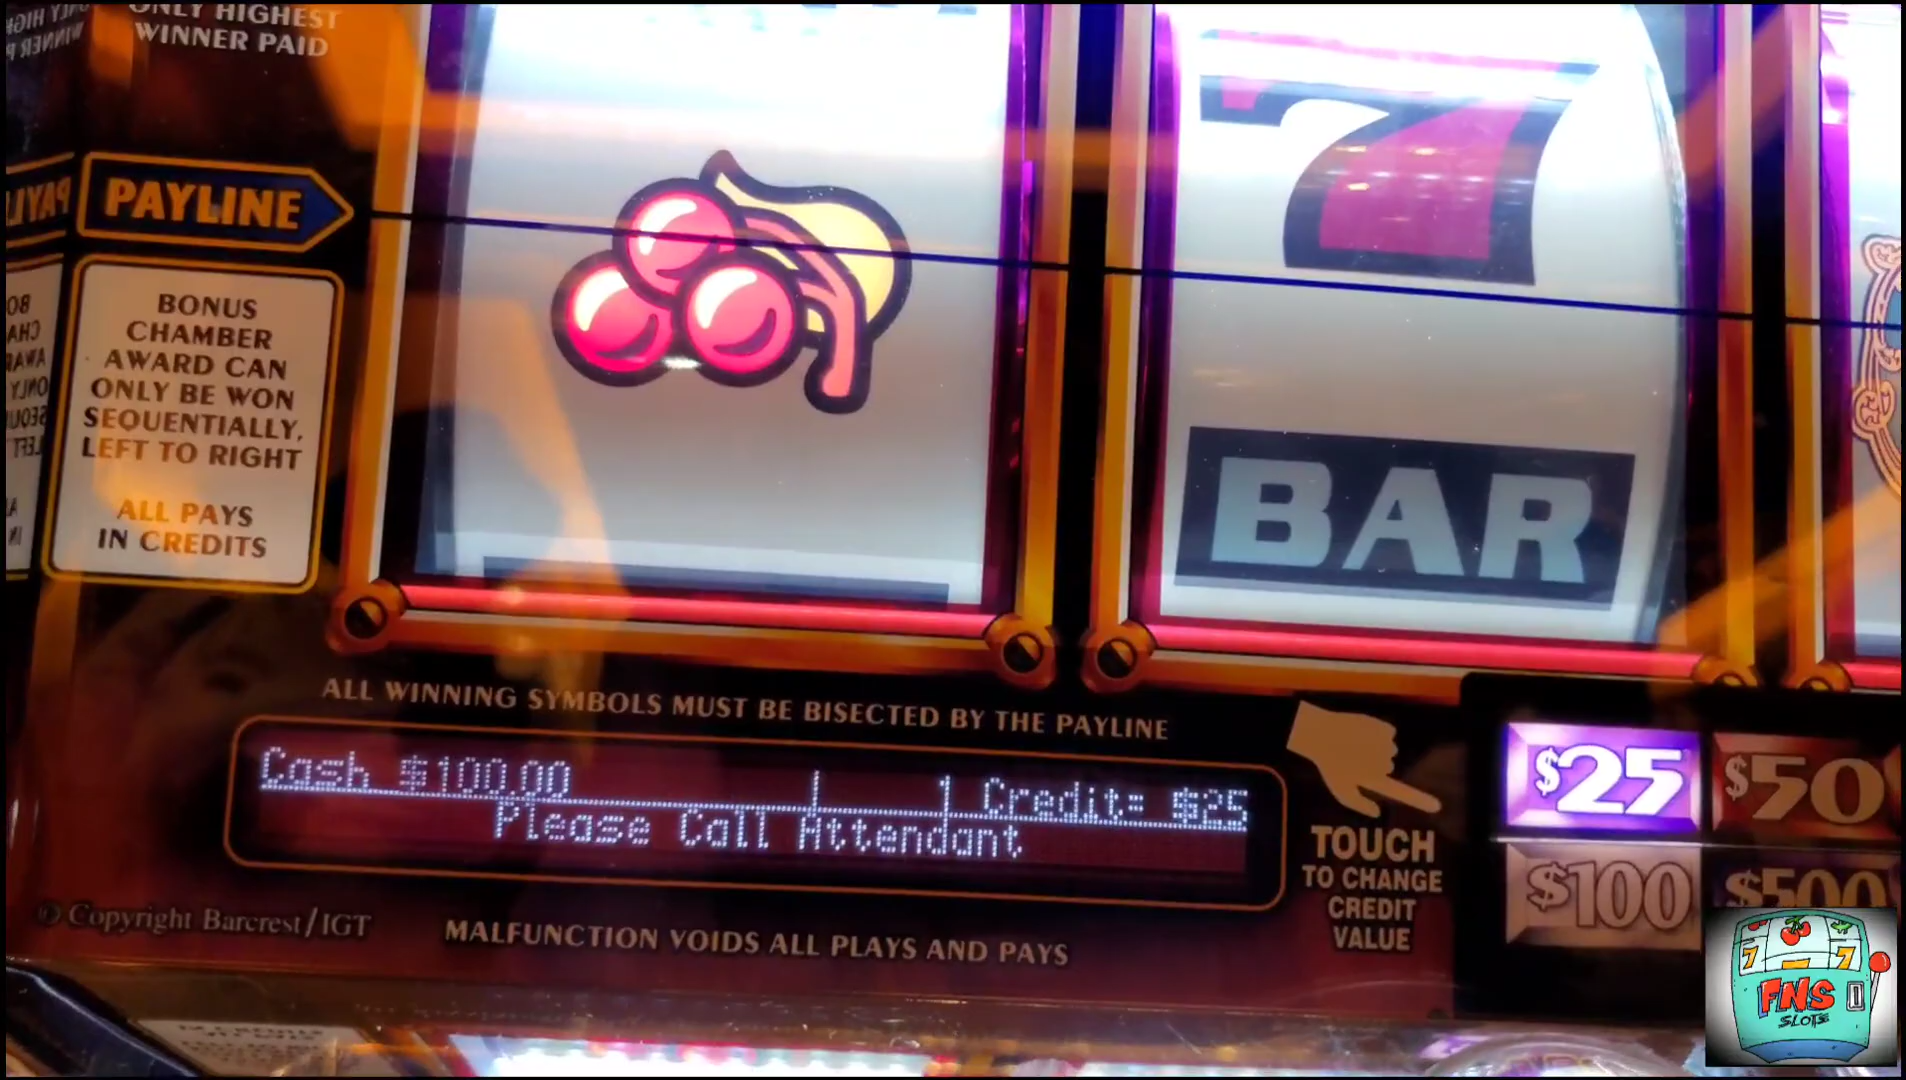 ONLY HIGHEST
WINNER PAID
PAYLINE
BONUS
CHAMBER
AWARD CAN
ONLY BE WON
SEQUENTIALLY,
LEFT TO RIGHT
ALL PAYS
IN CREDITS
7
BAR
ALL WINNING SYMBOLS MUST BE BISECTED BY THE PAYLINE
Cash $100.00 1 Credit= $25
Please Call Attendant
TOUCH
TO CHANGE
CREDIT
VALUE
$25 $50
$100 $500
© Copyright Barcrest/IGT
MALFUNCTION VOIDS ALL PLAYS AND PAYS
7 7
FNS
SLOTS